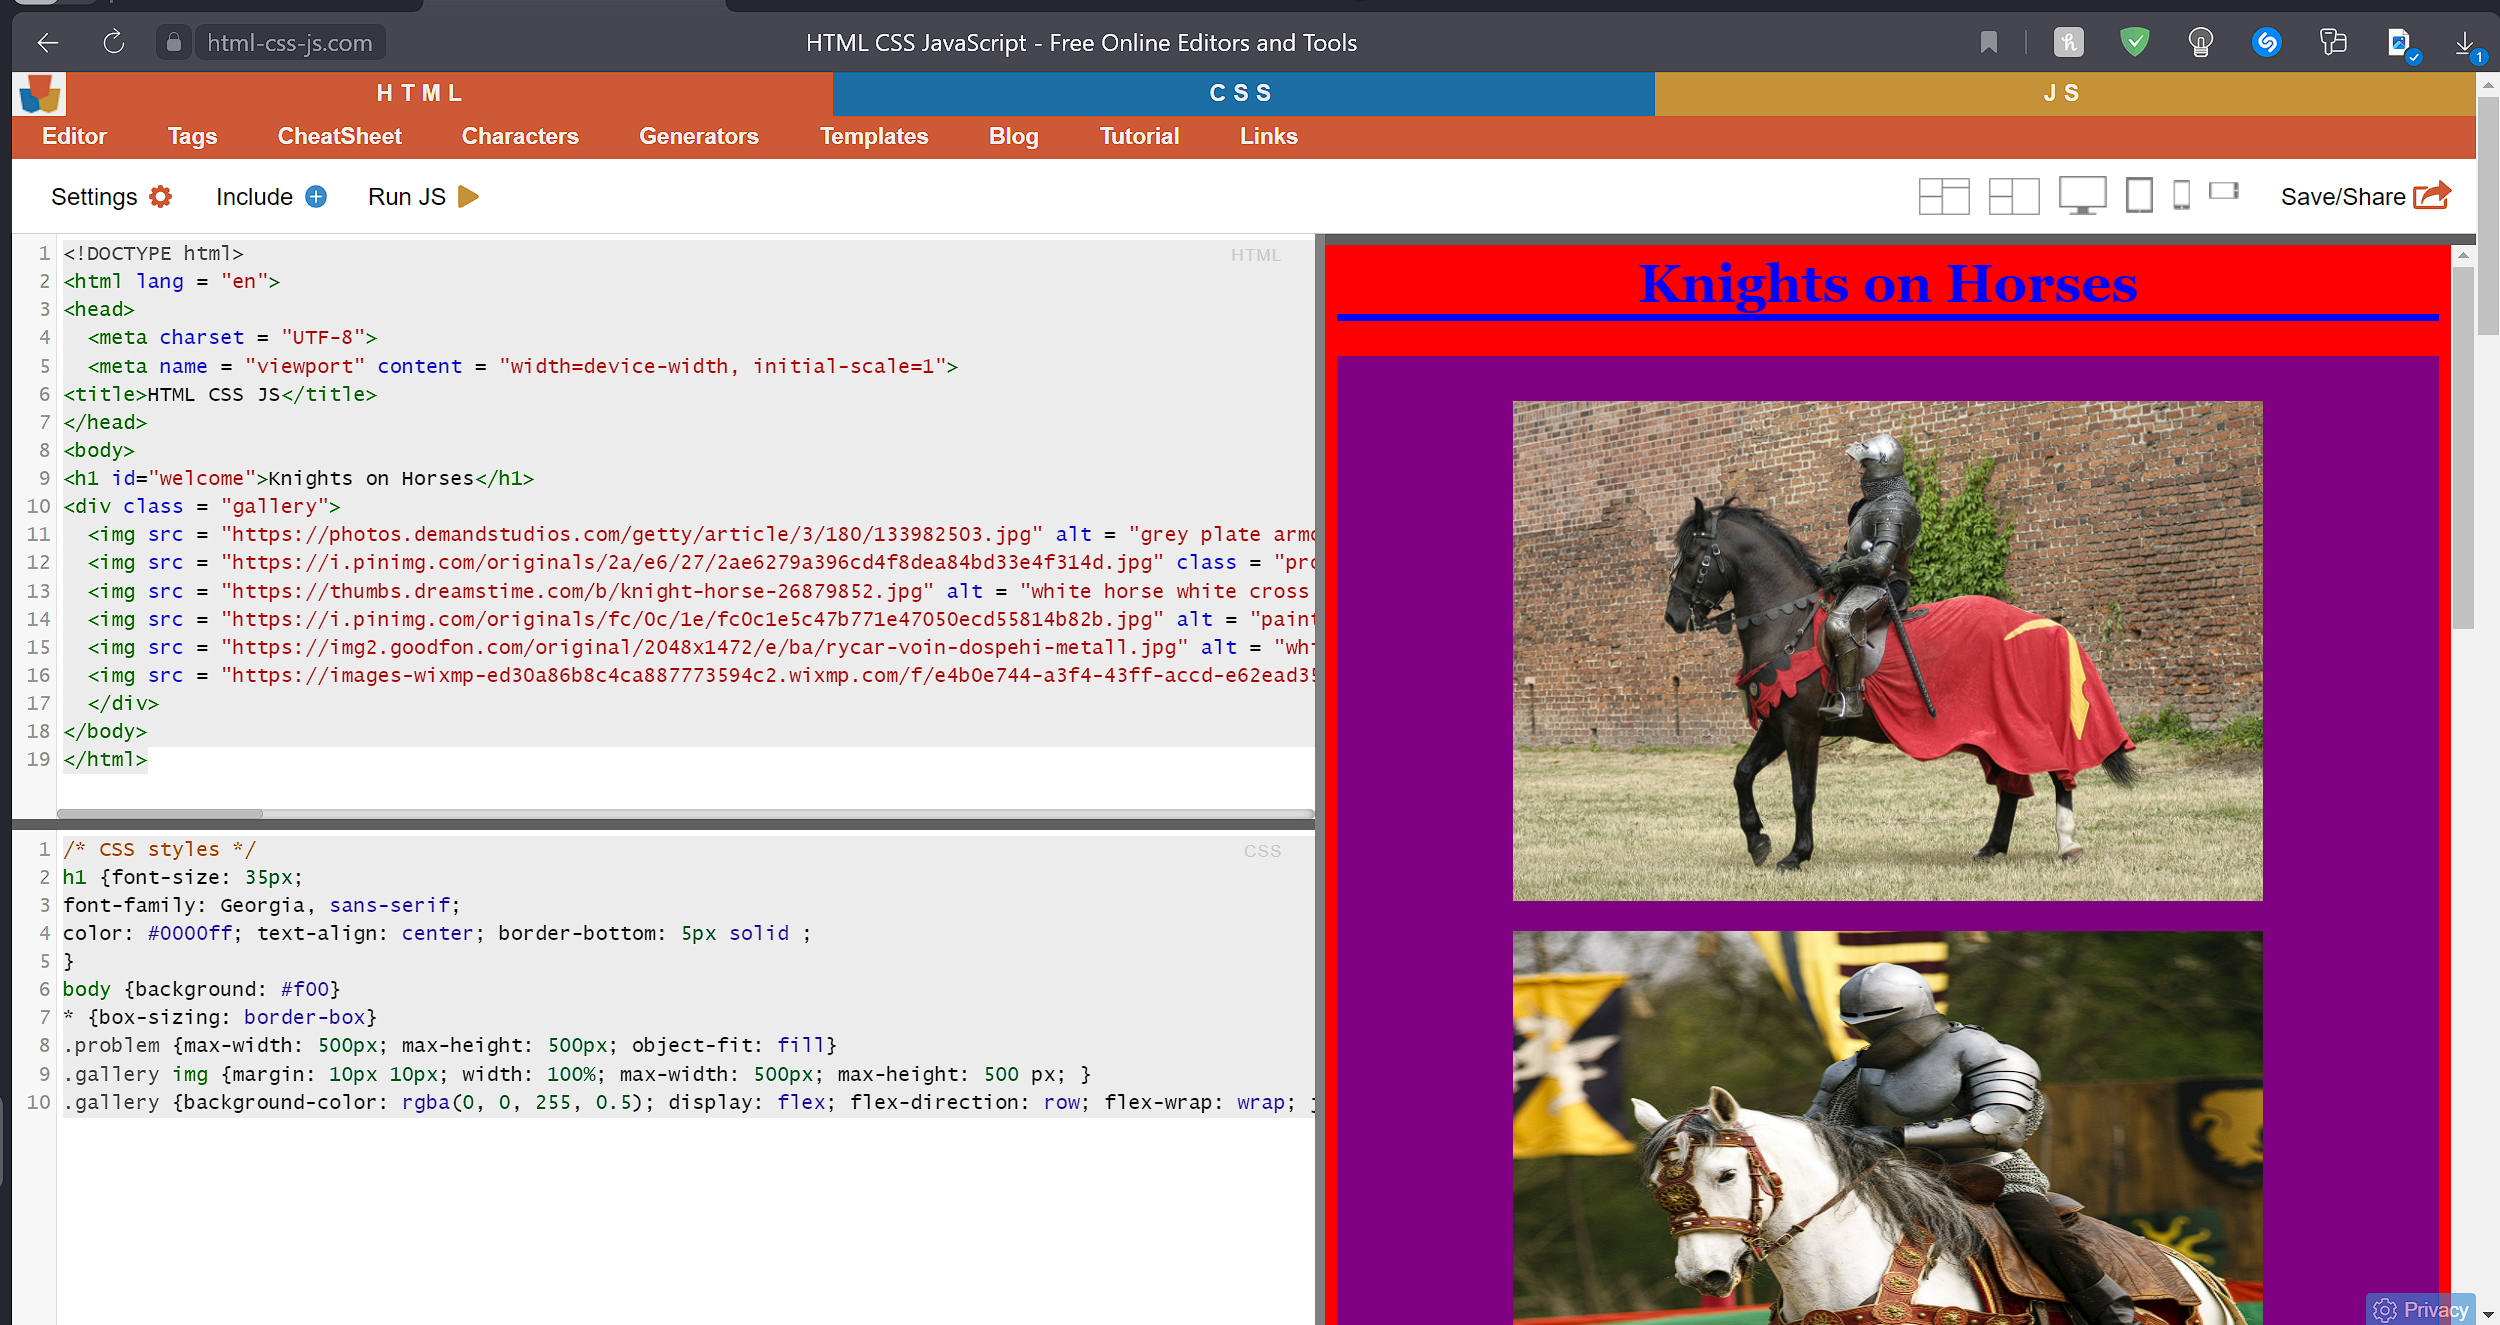 html-css-js.com
HTML CSS JavaScript - Free Online Editors and Tools
1
HTML
CSS
JS
Editor Tags CheatSheet Characters Generators Templates Blog Tutorial Links
Settings Include Run JS Save/Share
HTML
1 <!DOCTYPE html>
2 <html lang = "en">
3 <head>
4 <meta charset = "UTF-8">
5 <meta name = "viewport" content = "width=device-width, initial-scale=1">
6 <title>HTML CSS JS</title>
7 </head>
8 <body>
9 <h1 id="welcome">Knights on Horses</h1>
10 <div class = "gallery">
11 <img src = "https://photos.demandstudios.com/getty/article/3/180/133982503.jpg" alt = "grey plate armo
12 <img src = "https://i.pinimg.com/originals/2a/e6/27/2ae6279a396cd4f8dea84bd33e4f314d.jpg" class = "pro
13 <img src = "https://thumbs.dreamstime.com/b/knight-horse-26879852.jpg" alt = "white horse white cross
14 <img src = "https://i.pinimg.com/originals/fc/0c/1e/fc0c1e5c47b771e47050ecd55814b82b.jpg" alt = "paint
15 <img src = "https://img2.goodfon.com/original/2048x1472/e/ba/rycar-voin-dospehi-metall.jpg" alt = "whi
16 <img src = "https://images-wixmp-ed30a86b8c4ca887773594c2.wixmp.com/f/e4b0e744-a3f4-43ff-accd-e62ead35
17 </div>
18 </body>
19 </html>
CSS
1 /* CSS styles */
2 h1 {font-size: 35px;
3 font-family: Georgia, sans-serif;
4 color: #0000ff; text-align: center; border-bottom: 5px solid ;
5 }
6 body {background: #f00}
7 * {box-sizing: border-box}
8 .problem {max-width: 500px; max-height: 500px; object-fit: fill}
9 .gallery img {margin: 10px 10px; width: 100%; max-width: 500px; max-height: 500 px; }
10 .gallery {background-color: rgba(0, 0, 255, 0.5); display: flex; flex-direction: row; flex-wrap: wrap; j
Knights on Horses
Privacy